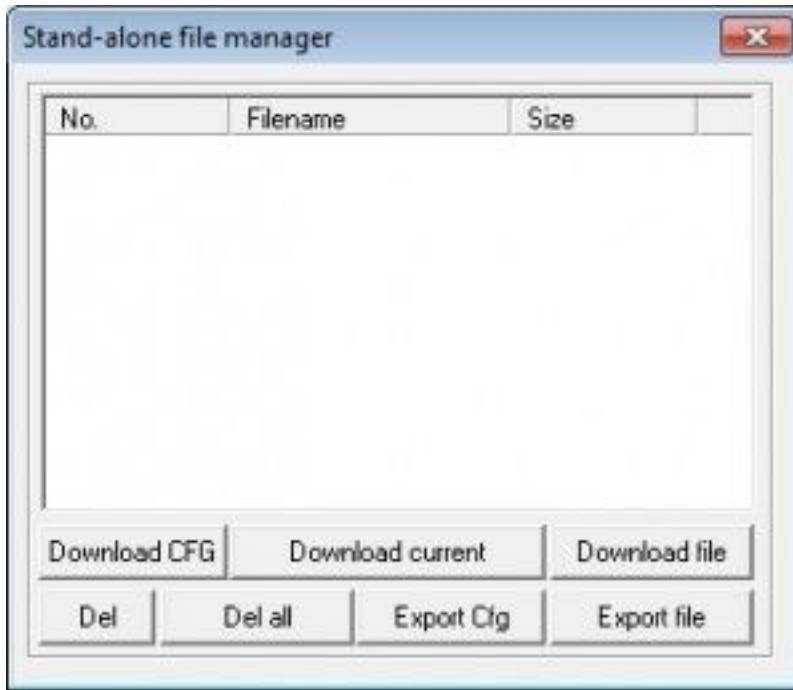 Stand-alone file manager
No. Filename Size
Download CFG Download current Download file
Del Del all Export Cfg Export file